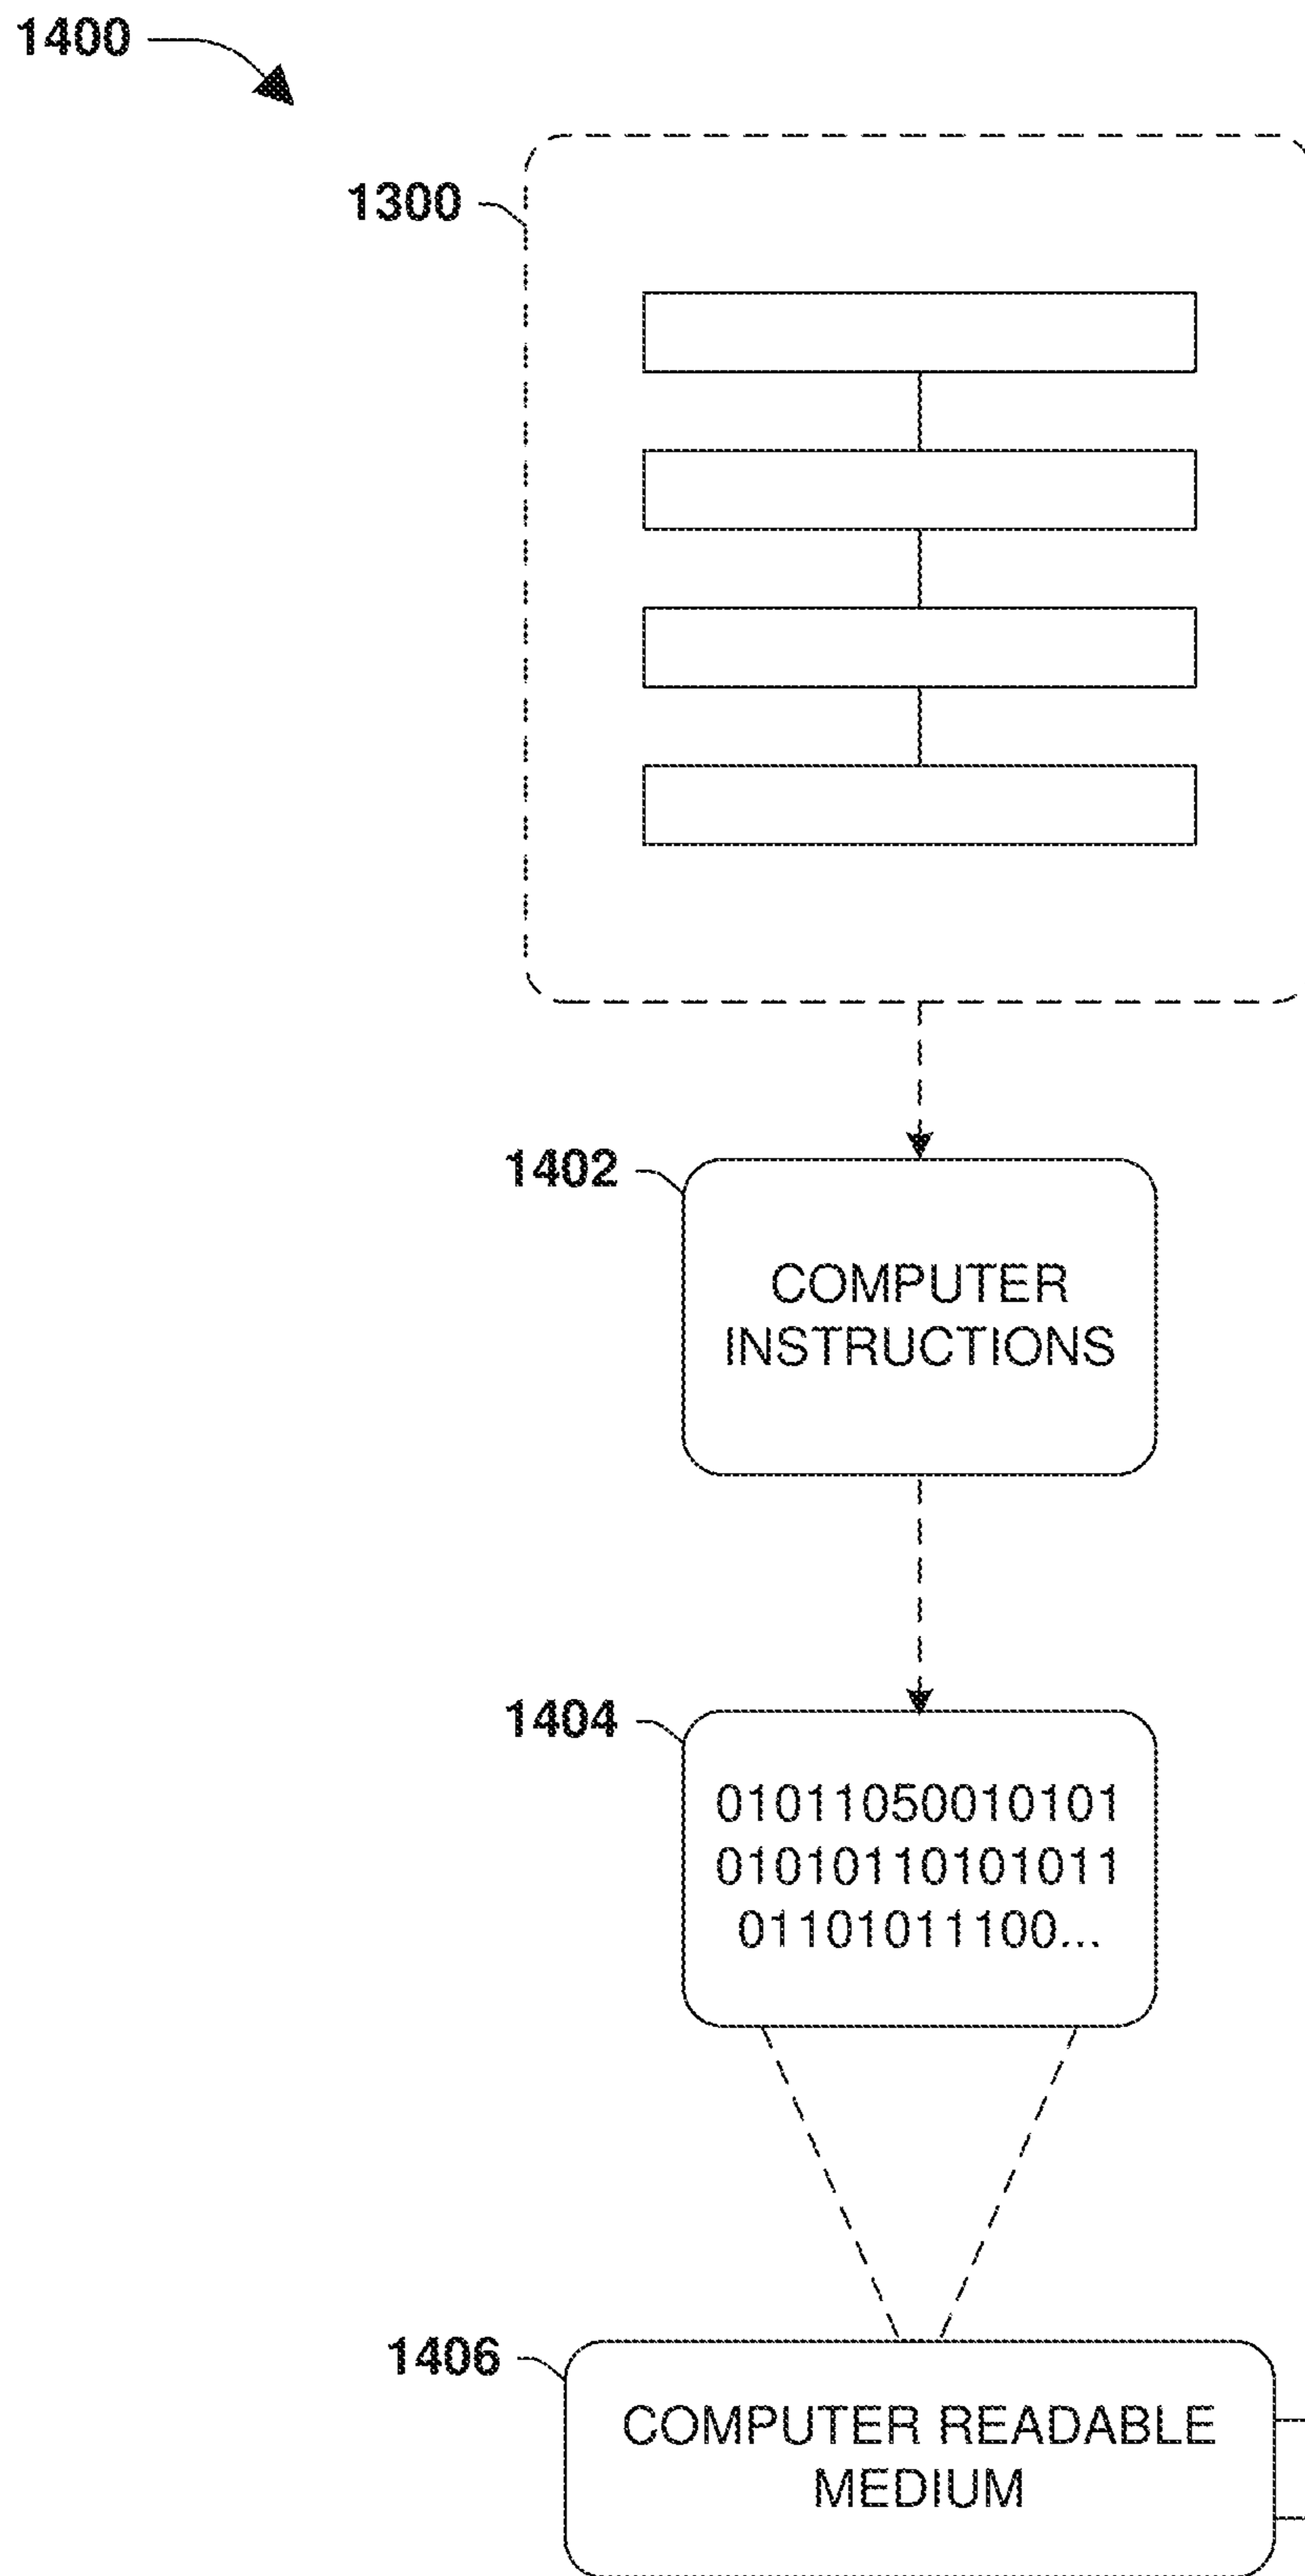 1400
1300
1402
COMPUTER
INSTRUCTIONS
1404
01011050010101
01010110101011
01101011100...
1406
COMPUTER READABLE
MEDIUM